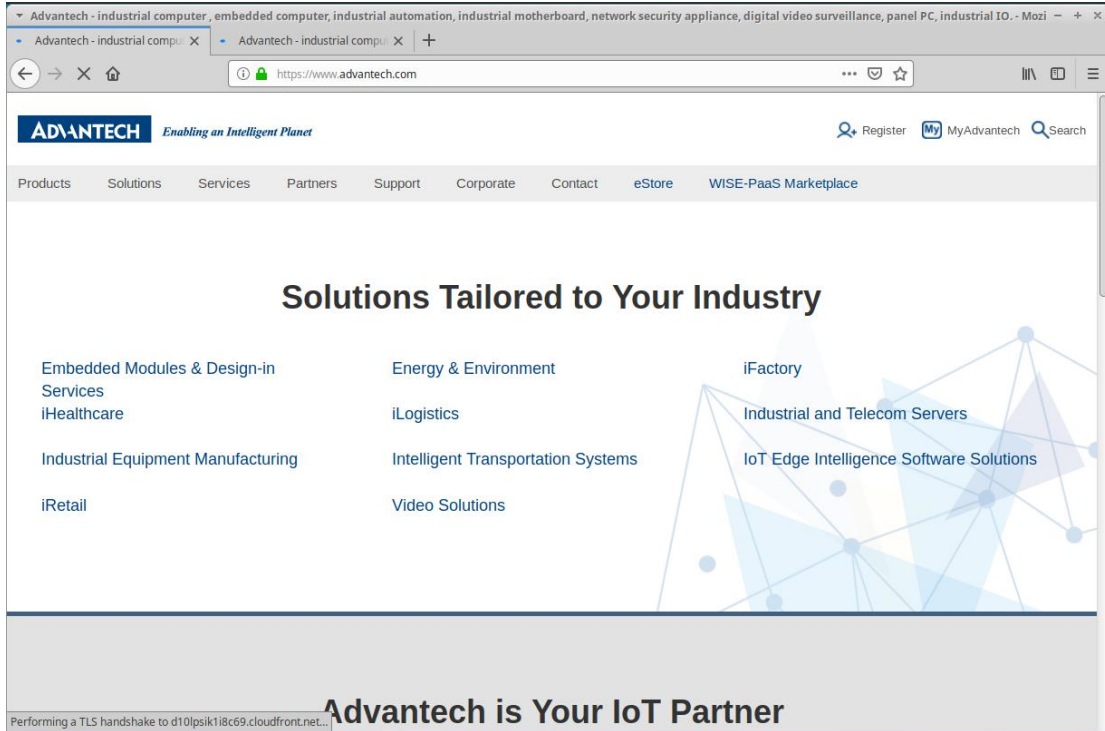 Advantech - industrial computer , embedded computer, industrial automation, industrial motherboard, network security appliance, digital video surveillance, panel PC, industrial IO. - Mozi
Advantech - industrial compu
Advantech - industrial compu
https://www.advantech.com
ADVANTECH Enabling an Intelligent Planet
Register My MyAdvantech Search
Products Solutions Services Partners Support Corporate Contact eStore WISE-PaaS Marketplace
Solutions Tailored to Your Industry
Embedded Modules & Design-in Energy & Environment iFactory
Services
iHealthcare iLogistics Industrial and Telecom Servers
Industrial Equipment Manufacturing Intelligent Transportation Systems IoT Edge Intelligence Software Solutions
iRetail Video Solutions
Advantech is Your IoT Partner
Performing a TLS handshake to d10lpsik1i8c69.cloudfront.net...